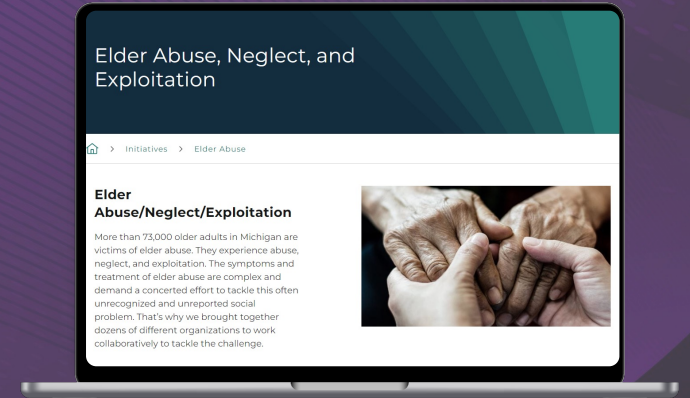 Elder Abuse, Neglect, and
Exploitation
> Initiatives > Elder Abuse
Elder
Abuse/Neglect/Exploitation
More than 73,000 older adults in Michigan are
victims of elder abuse. They experience abuse,
neglect, and exploitation. The symptoms and
treatment of elder abuse are complex and
demand a concerted effort to tackle this often
unrecognized and unreported social
problem. That’s why we brought together
dozens of different organizations to work
collaboratively to tackle the challenge.